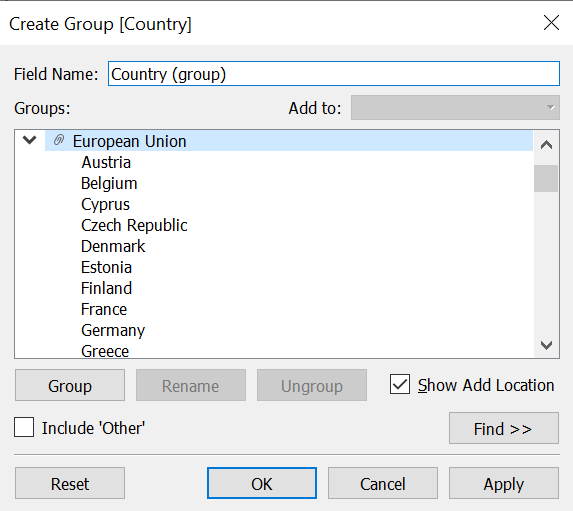 Create Group [Country]
Field Name: Country (group)
Groups: Add to:
European Union
Austria
Belgium
Cyprus
Czech Republic
Denmark
Estonia
Finland
France
Germany
Greece
Group Rename Ungroup Show Add Location
Include 'Other' Find >>
Reset OK Cancel Apply